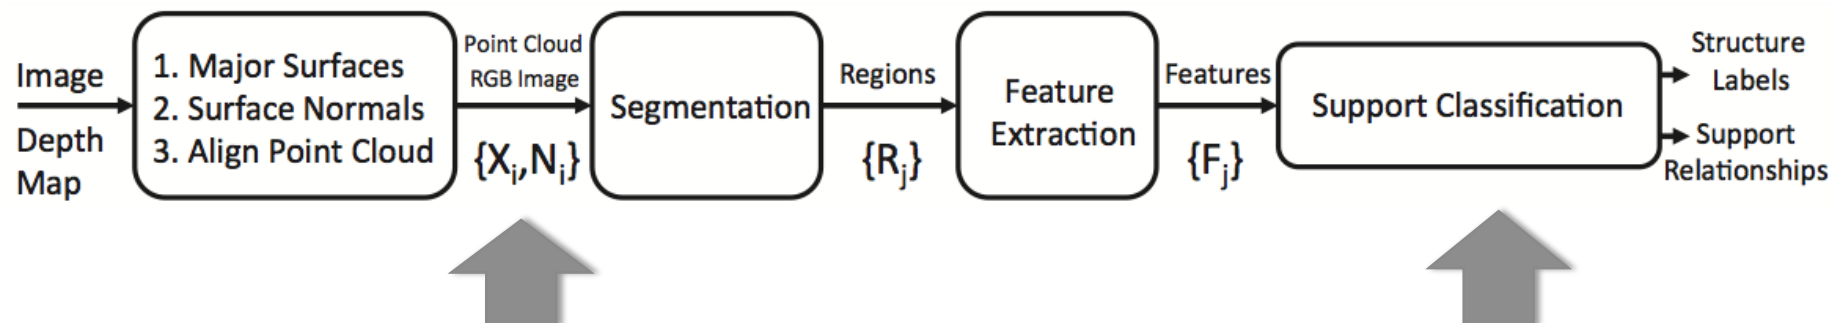 Image
Depth
Map
1. Major Surfaces
2. Surface Normals
3. Align Point Cloud
Point Cloud
RGB Image
{Xi,Ni}
Segmentation
Regions
{Rj}
Feature
Extraction
Features
{Fj}
Support Classification
Structure
Labels
Support
Relationships